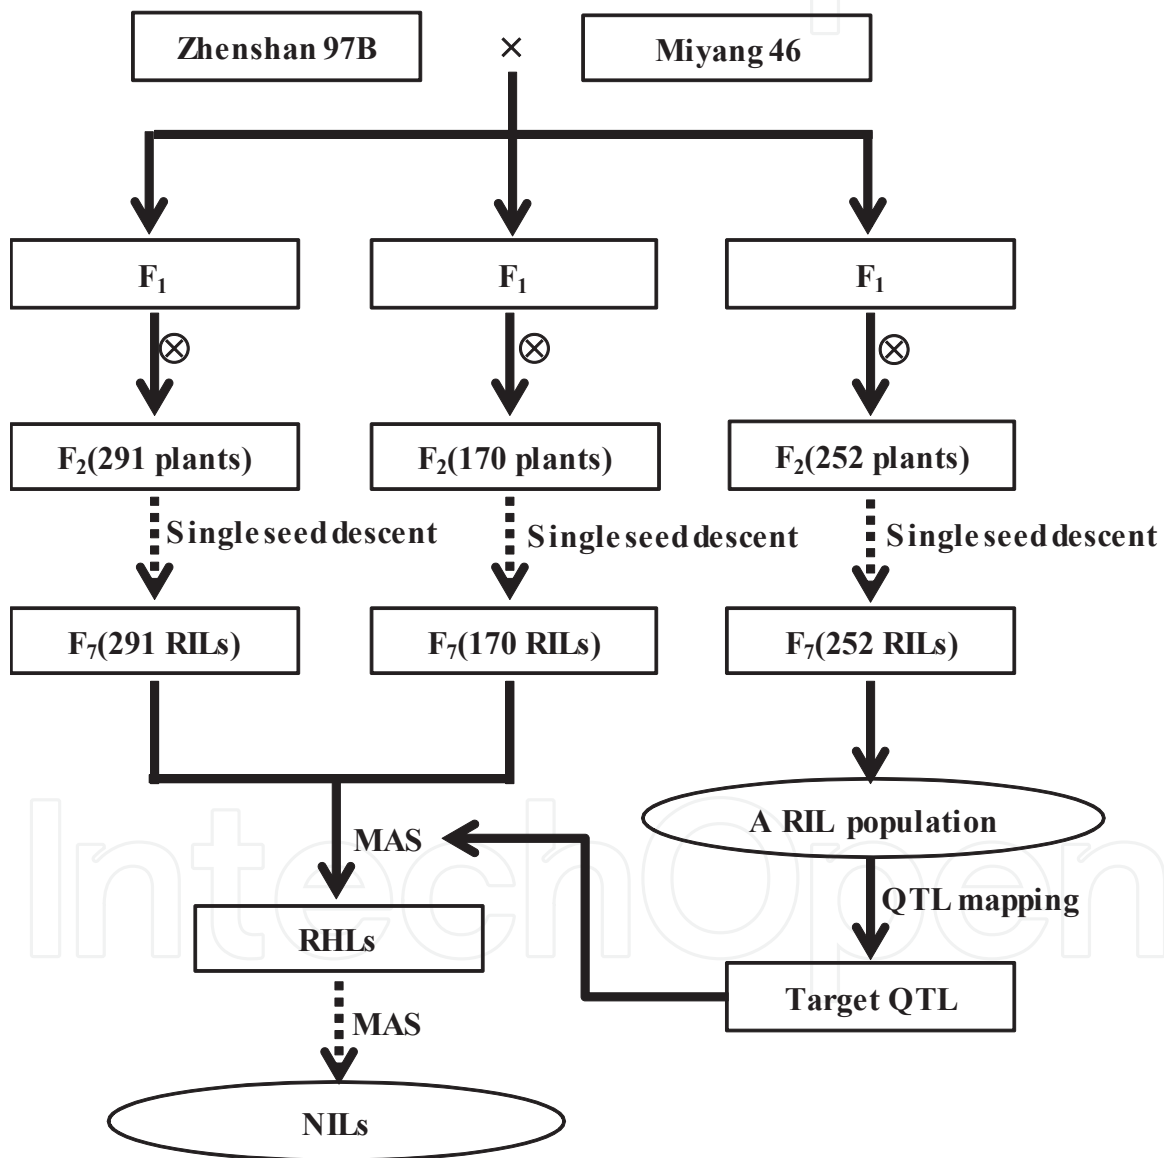 Zhenshan 97B × Miyang 46
F₁ F₁ F₁
F₂(291 plants) F₂(170 plants) F₂(252 plants)
Single seed descent Single seed descent Single seed descent
F₇(291 RILs) F₇(170 RILs) F₇(252 RILs)
A RIL population
MAS
QTL mapping
RHLs
Target QTL
MAS
NILs
IntechOpen